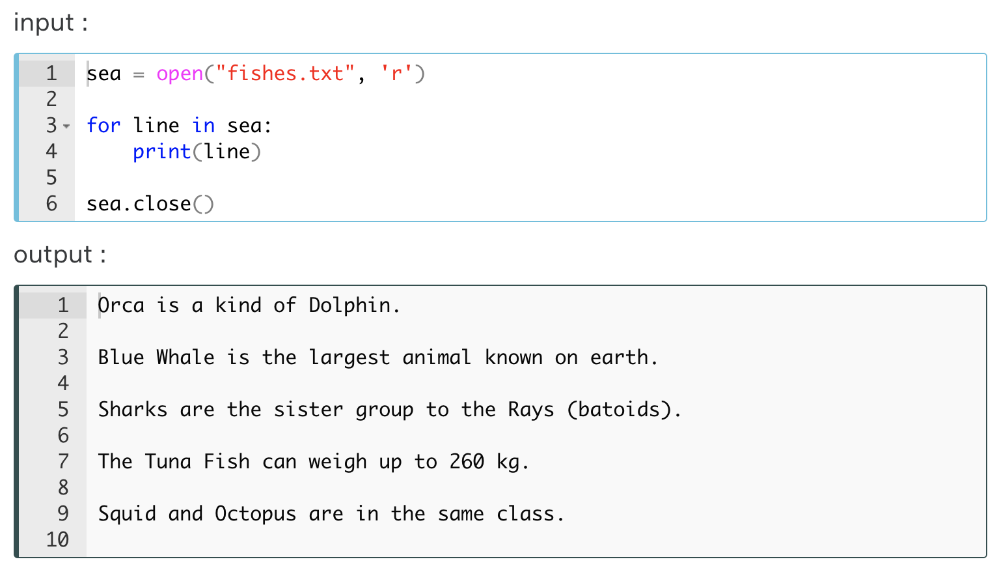 input :
1 sea = open("fishes.txt", 'r')
2
3 for line in sea:
4     print(line)
5
6 sea.close()
output :
1 Orca is a kind of Dolphin.
2
3 Blue Whale is the largest animal known on earth.
4
5 Sharks are the sister group to the Rays (batoids).
6
7 The Tuna Fish can weigh up to 260 kg.
8
9 Squid and Octopus are in the same class.
10